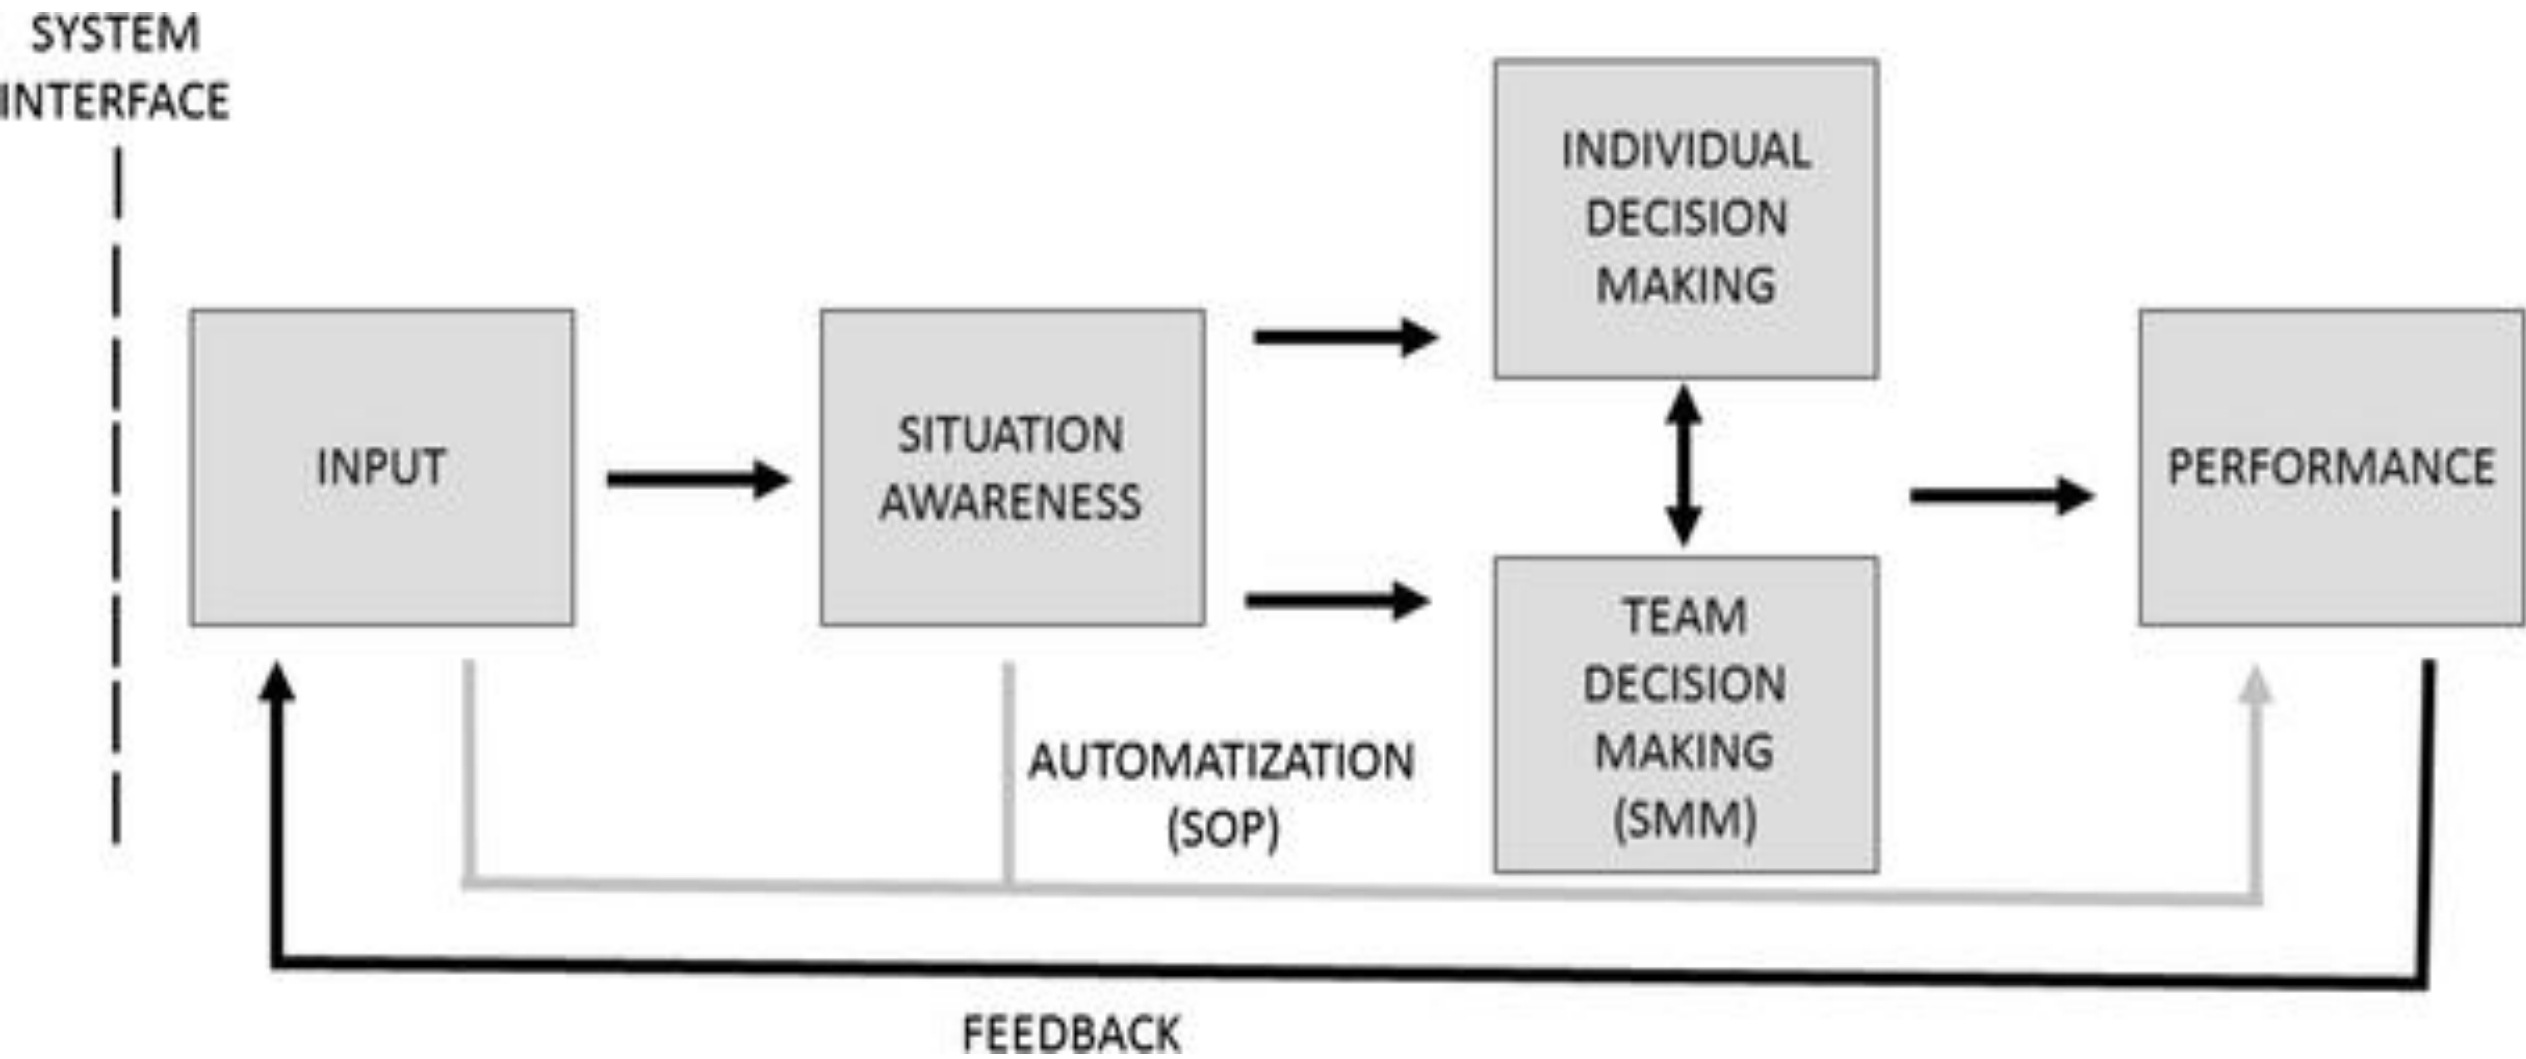 SYSTEM
INTERFACE
INPUT
SITUATION
AWARENESS
INDIVIDUAL
DECISION
MAKING
TEAM
DECISION
MAKING
(SMM)
PERFORMANCE
AUTOMATIZATION
(SOP)
FEEDBACK